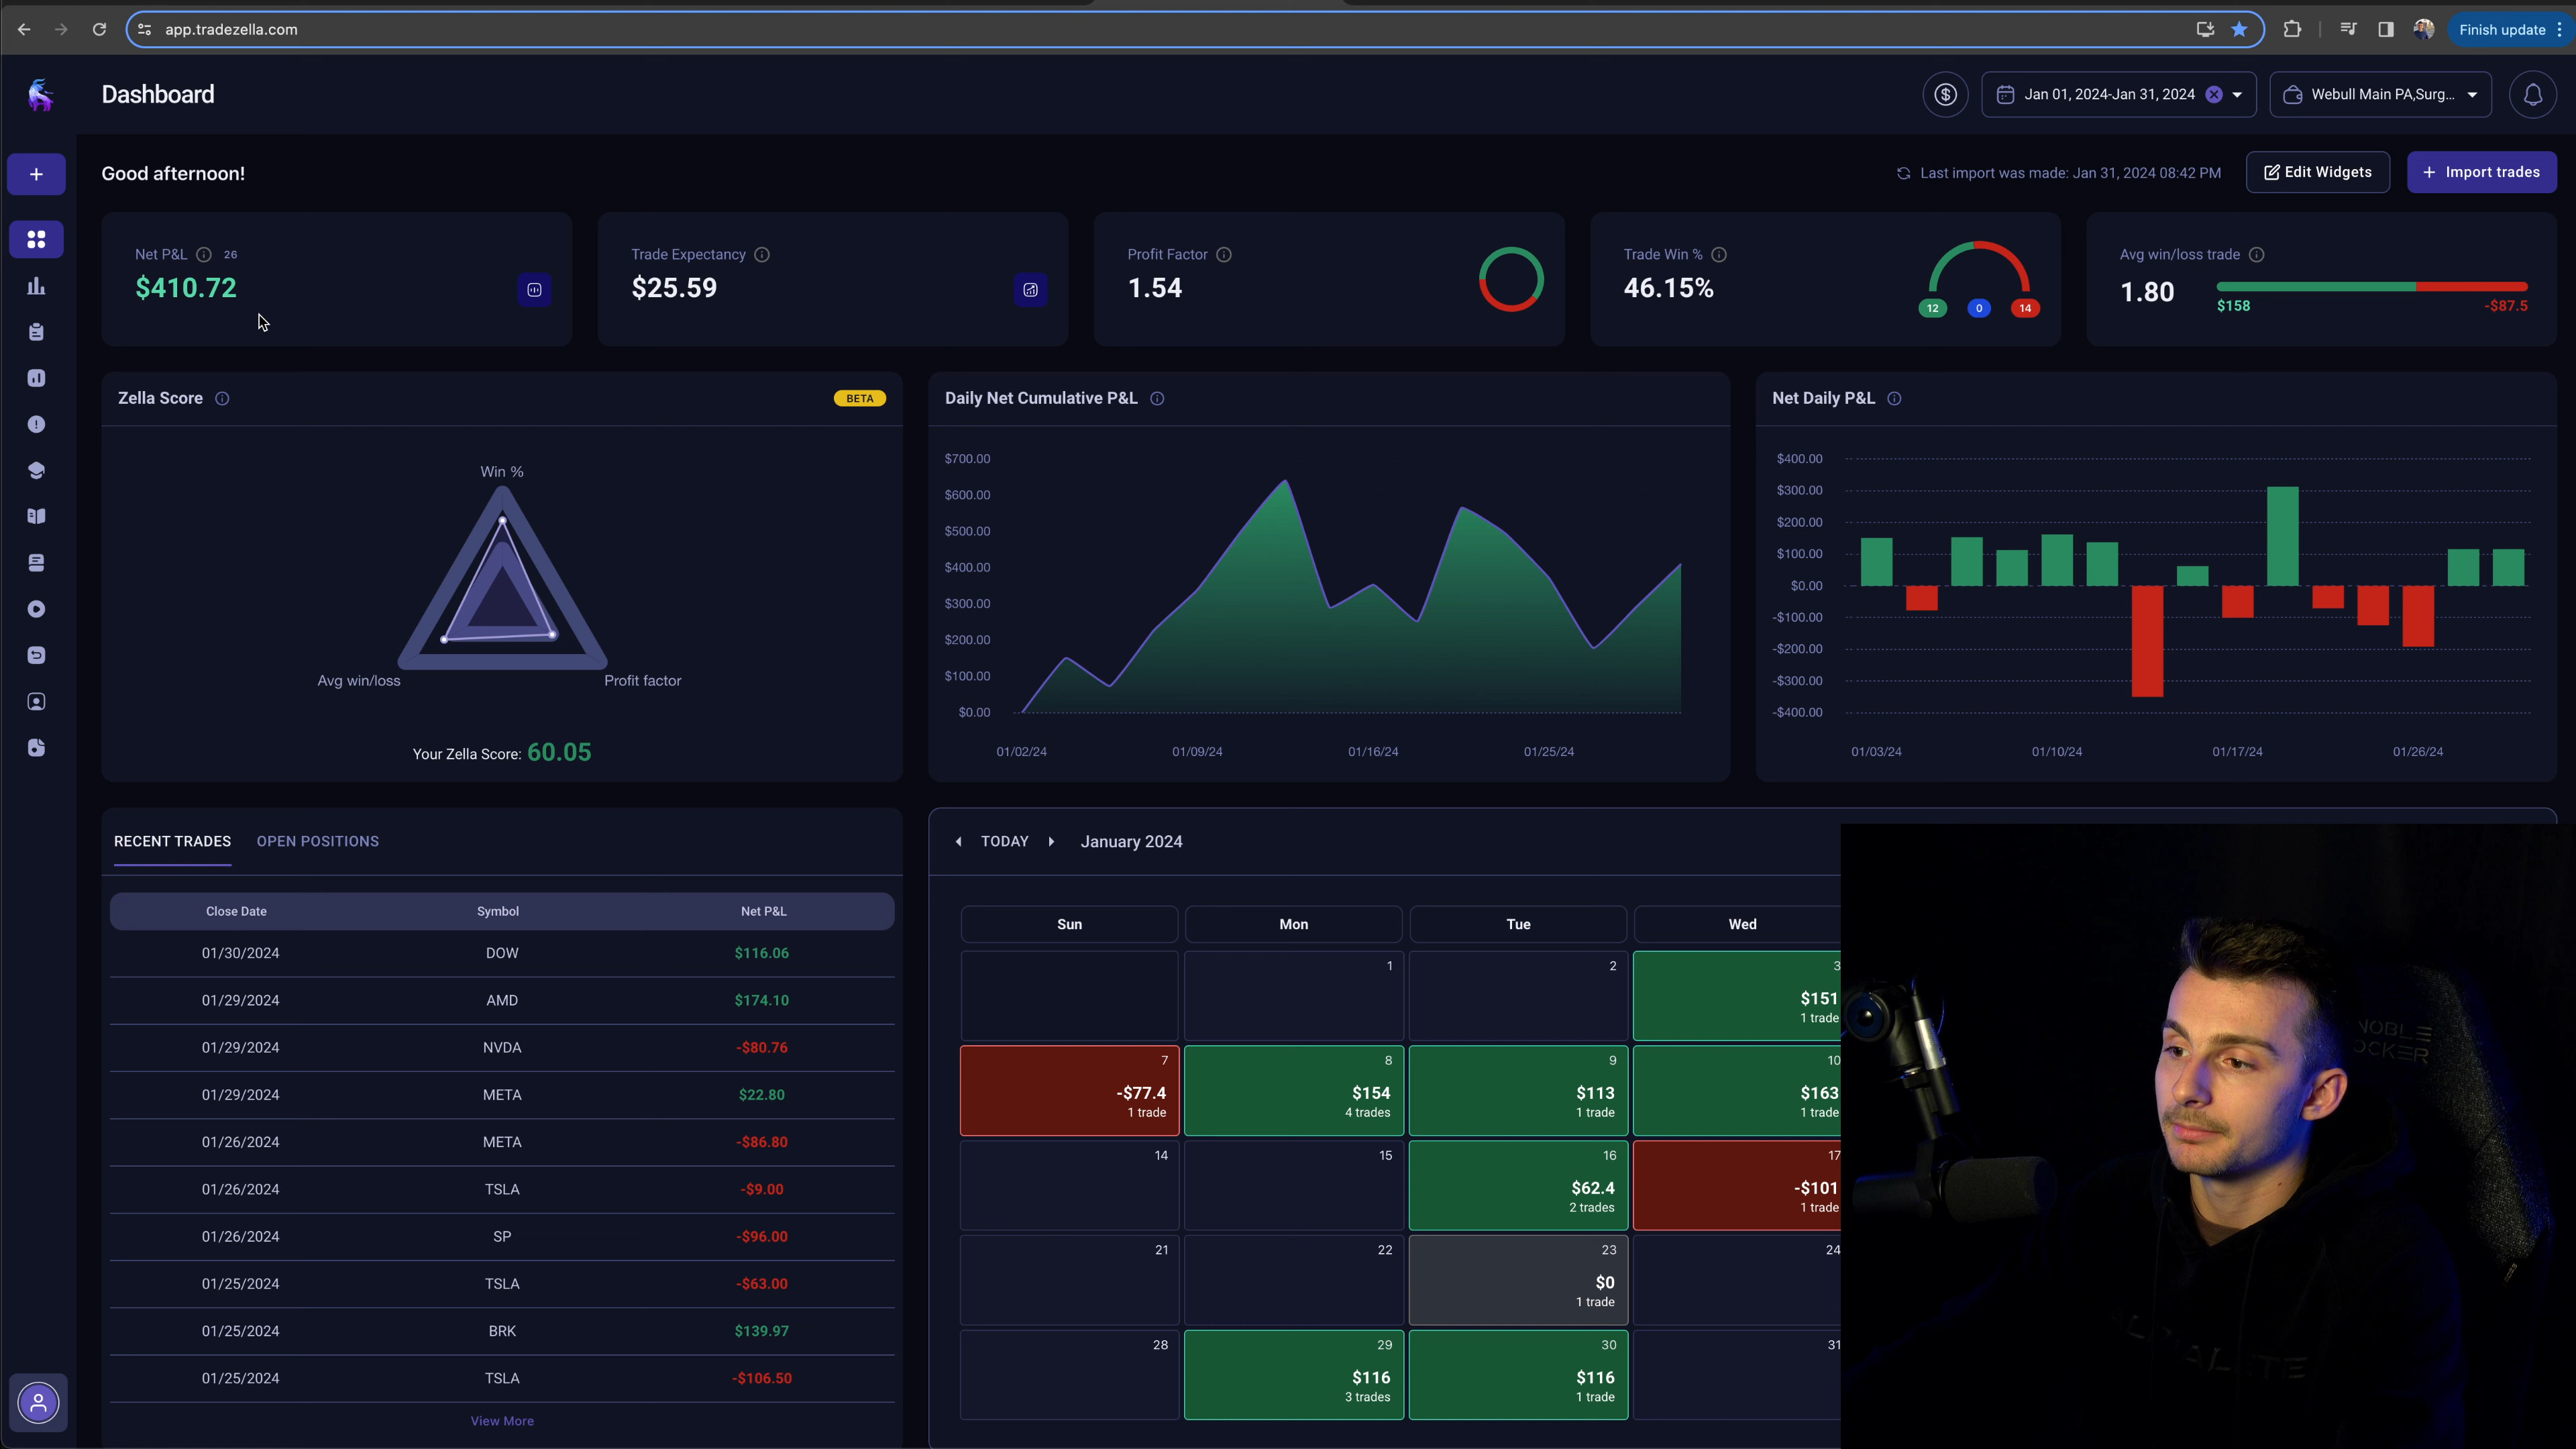 app.tradezella.com
Finish update
Dashboard
Jan 01, 2024-Jan 31, 2024
Webull Main PA,Surg...
Good afternoon!
Last import was made: Jan 31, 2024 08:42 PM
Edit Widgets
+ Import trades
Net P&L 26
$410.72
Trade Expectancy
$25.59
Profit Factor
1.54
Trade Win %
46.15%
12 0 14
Avg win/loss trade
1.80
$158 -$87.5
Zella Score
BETA
Win %
Avg win/loss
Profit factor
Your Zella Score: 60.05
Daily Net Cumulative P&L
$700.00
$600.00
$500.00
$400.00
$300.00
$200.00
$100.00
$0.00
01/02/24 01/09/24 01/16/24 01/25/24
Net Daily P&L
$400.00
$300.00
$200.00
$100.00
$0.00
-$100.00
-$200.00
-$300.00
-$400.00
01/03/24 01/10/24 01/17/24 01/26/24
RECENT TRADES OPEN POSITIONS
Close Date Symbol Net P&L
01/30/2024 DOW $116.06
01/29/2024 AMD $174.10
01/29/2024 NVDA -$80.76
01/29/2024 META $22.80
01/26/2024 META -$86.80
01/26/2024 TSLA -$9.00
01/26/2024 SP -$96.00
01/25/2024 TSLA -$63.00
01/25/2024 BRK $139.97
01/25/2024 TSLA -$106.50
View More
TODAY January 2024
Sun Mon Tue Wed
1 2 3
$151
1 trade
7 8 9 10
-$77.4 $154 $113 $163
1 trade 4 trades 1 trade 1 trade
14 15 16 17
$62.4 -$101
2 trades 1 trade
21 22 23 24
$0
1 trade
28 29 30 31
$116 $116
3 trades 1 trade
NOBLE